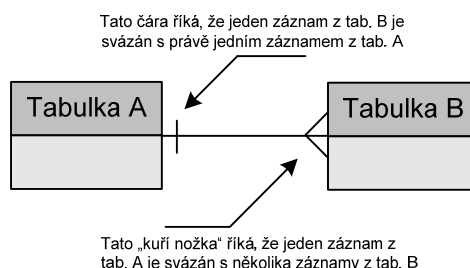 Tato čára říká, že jeden záznam z tab. B je
svázán s právě jedním záznamem z tab. A
Tabulka A
Tabulka B
Tato „kuří nožka“ říká, že jeden záznam z
tab. A je svázán s několika záznamy z tab. B